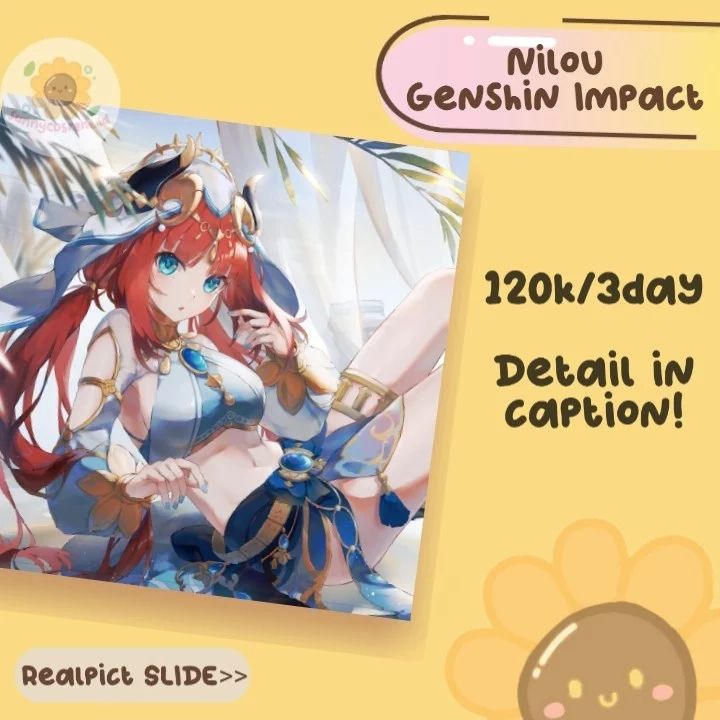 Nilou
Genshin Impact
120k/3day
Detail in
caption!
Realpict SLIDE>>